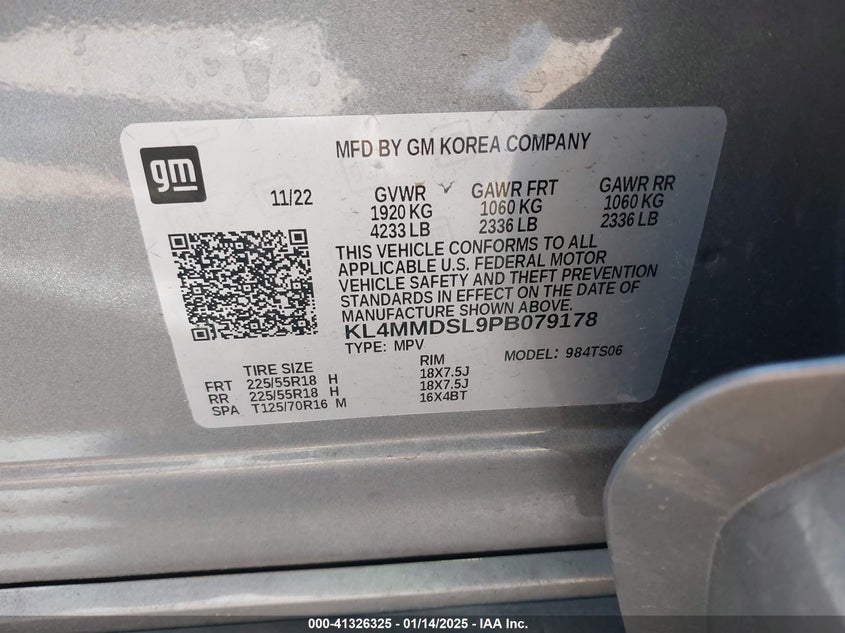 gm
MFD BY GM KOREA COMPANY
11/22
GVWR GAWR FRT GAWR RR
1920 KG 1060 KG 1060 KG
4233 LB 2336 LB 2336 LB
THIS VEHICLE CONFORMS TO ALL
APPLICABLE U.S. FEDERAL MOTOR
VEHICLE SAFETY AND THEFT PREVENTION
STANDARDS IN EFFECT ON THE DATE OF
MANUFACTURE SHOWN ABOVE.
KL4MMDSL9PB079178
TYPE: MPV MODEL: 984TS06
TIRE SIZE RIM
FRT 225/55R18 H 18X7.5J
RR 225/55R18 H 18X7.5J
SPA T125/70R16 M 16X4BT
000-41326325 - 01/14/2025 - IAA Inc.